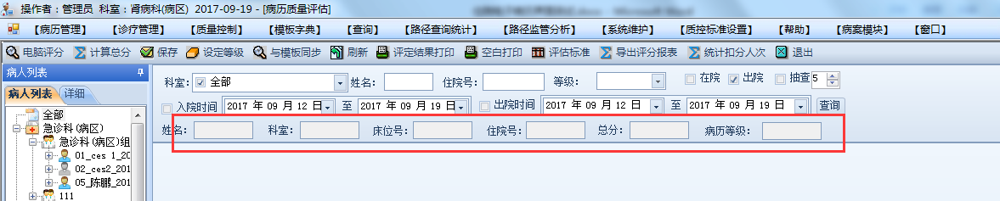 操作者：管理员 科室：肾病科(病区) 2017-09-19 - [病历质量评估]
【病历管理】 【诊疗管理】 【质量控制】 【模板字典】 【查询】 【路径查询统计】 【路径监管分析】 【系统维护】 【质控标准设置】 【帮助】 【病案模块】 【窗口】
电脑评分 计算总分 保存 设定等级 与模板同步 刷新 评定结果打印 空白打印 评估标准 导出评分报表 统计扣分人次 退出
病人列表
病人列表 详细
全部
急诊科(病区)
急诊科(病区)组
01_ces 1_20
02_ces2_201
05_陈鹏_201
111
科室： 全部 姓名： 住院号： 等级： 在院 出院 抽查 5
入院时间 2017 年 09 月 12 日 至 2017 年 09 月 19 日 出院时间 2017 年 09 月 12 日 至 2017 年 09 月 19 日 查询
姓名： 科室： 床位号： 住院号： 总分： 病历等级：